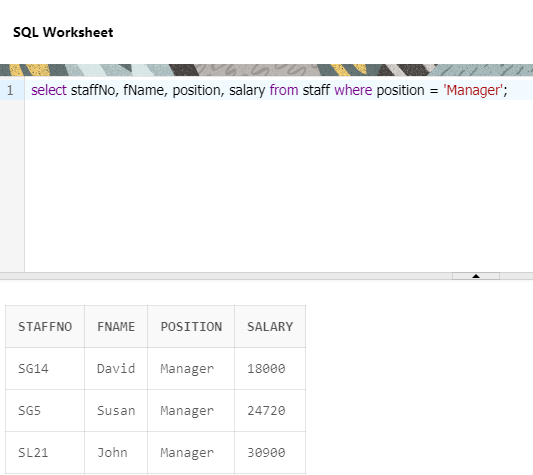 SQL Worksheet
1 select staffNo, fName, position, salary from staff where position = 'Manager';
STAFFNO FNAME POSITION SALARY
SG14 David Manager 18000
SG5 Susan Manager 24720
SL21 John Manager 30900